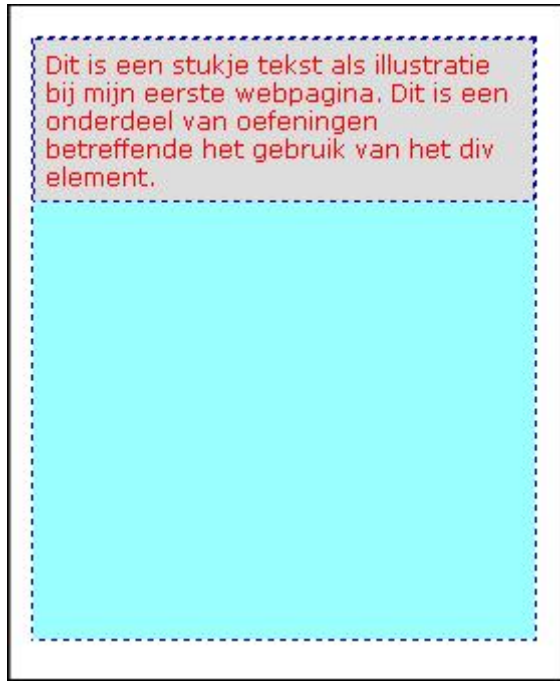 Dit is een stukje tekst als illustratie
bij mijn eerste webpagina. Dit is een
onderdeel van oefeningen
betreffende het gebruik van het div
element.